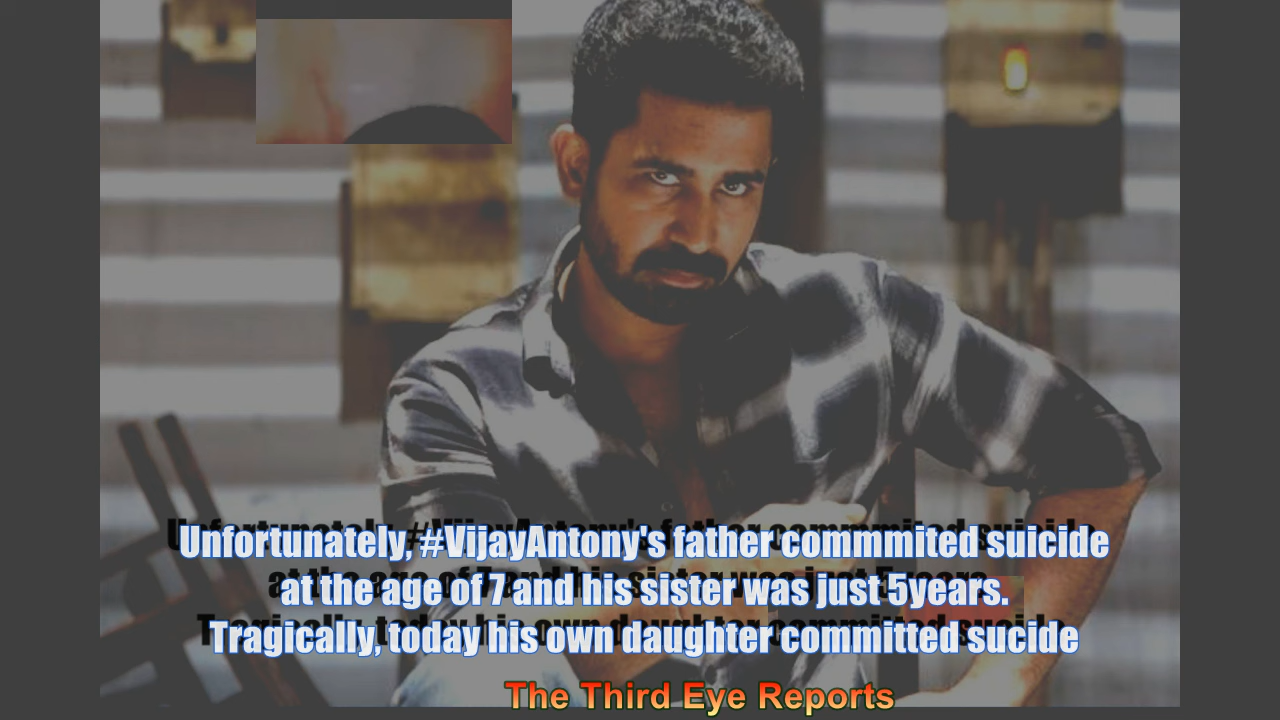 Unfortunately, #VijayAntony's father commmited suicide
at the age of 7 and his sister was just 5years.
Tragically, today his own daughter committed sucide
The Third Eye Reports